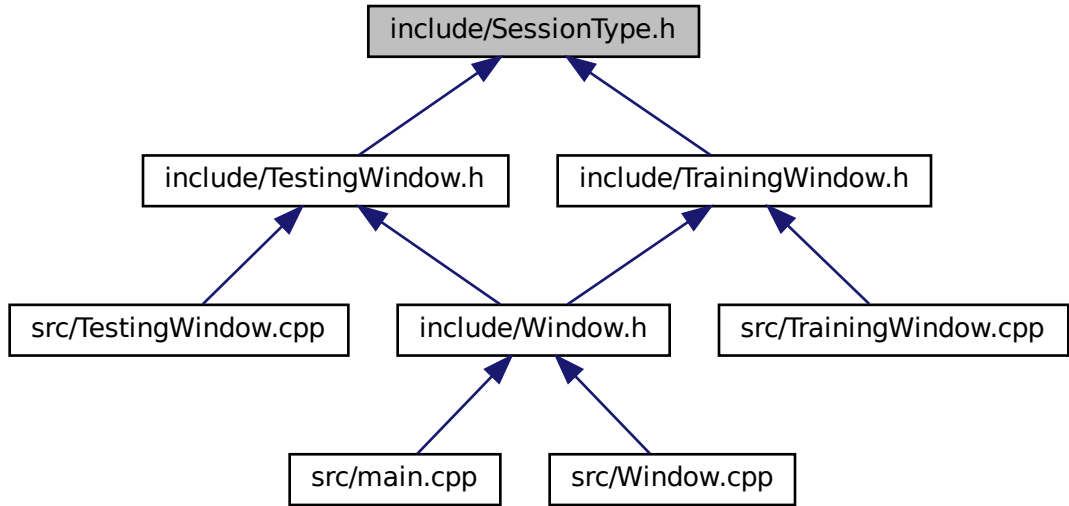 include/SessionType.h
include/TestingWindow.h
include/TrainingWindow.h
src/TestingWindow.cpp
include/Window.h
src/TrainingWindow.cpp
src/main.cpp
src/Window.cpp